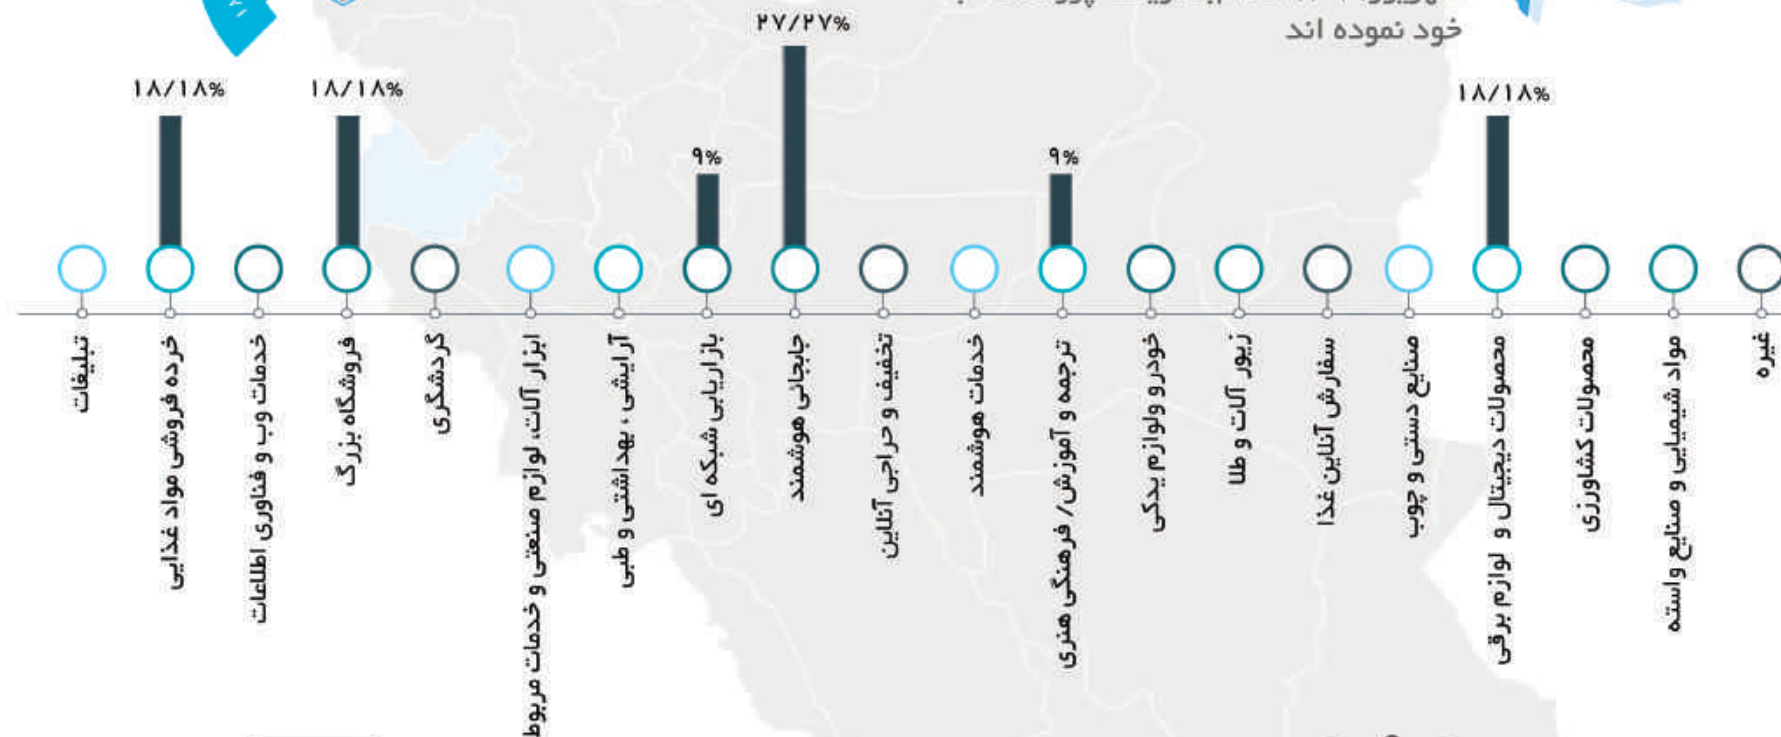 خود نموده اند
۱۸/۱۸%
۱۸/۱۸%
۹%
۲۷/۲۷%
۹%
۱۸/۱۸%
تبلیغات
خرده فروشی مواد غذایی
خدمات وب و فناوری اطلاعات
فروشگاه بزرگ
گردشگری
ابزار آلات، لوازم صنعتی و خدمات مربوط
آرایشی ، بهداشتی و طبی
بازاریابی شبکه ای
جابجائی هوشمند
تخفیف و حراجی آنلاین
خدمات هوشمند
ترجمه و آموزش/ فرهنگی هنری
خودرو ولوازم یدکی
زیور آلات و طلا
سفارش آنلاین غذا
صنایع دستی و چوب
محصولات دیجیتال و لوازم برقی
محصولات کشاورزی
مواد شیمیایی و صنایع واسته
غیره